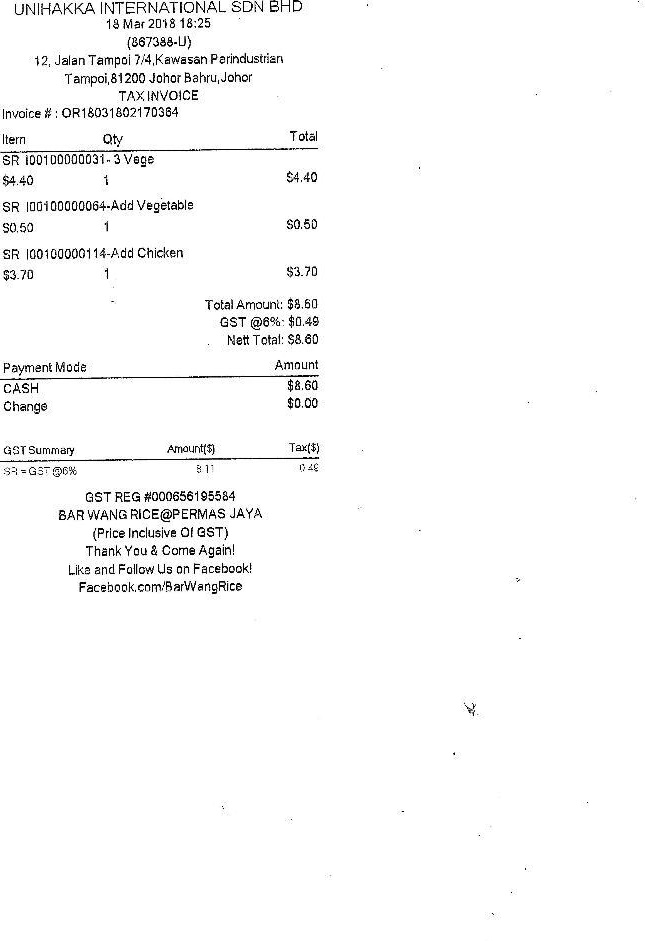 UNIHAKKA INTERNATIONAL SDN BHD
18 Mar 2018 18:25
(867388-U)
12, Jalan Tampoi 7/4,Kawasan Perindustrian
Tampoi,81200 Johor Bahru,Johor
TAX INVOICE
Invoice # : OR18031802170364
Item Qty Total
SR I00100000031- 3 Vege
$4.40 1 $4.40
SR I00100000064-Add Vegetable
$0.50 1 $0.50
SR I00100000114-Add Chicken
$3.70 1 $3.70
Total Amount: $8.60
GST @6%: $0.49
Nett Total: $8.60
Payment Mode Amount
CASH $8.60
Change $0.00
GST Summary Amount($) Tax($)
SR = GST @6% 8.11 0.49
GST REG #000656195584
BAR WANG RICE@PERMAS JAYA
(Price Inclusive Of GST)
Thank You & Come Again!
Like and Follow Us on Facebook!
Facebook.com/BarWangRice